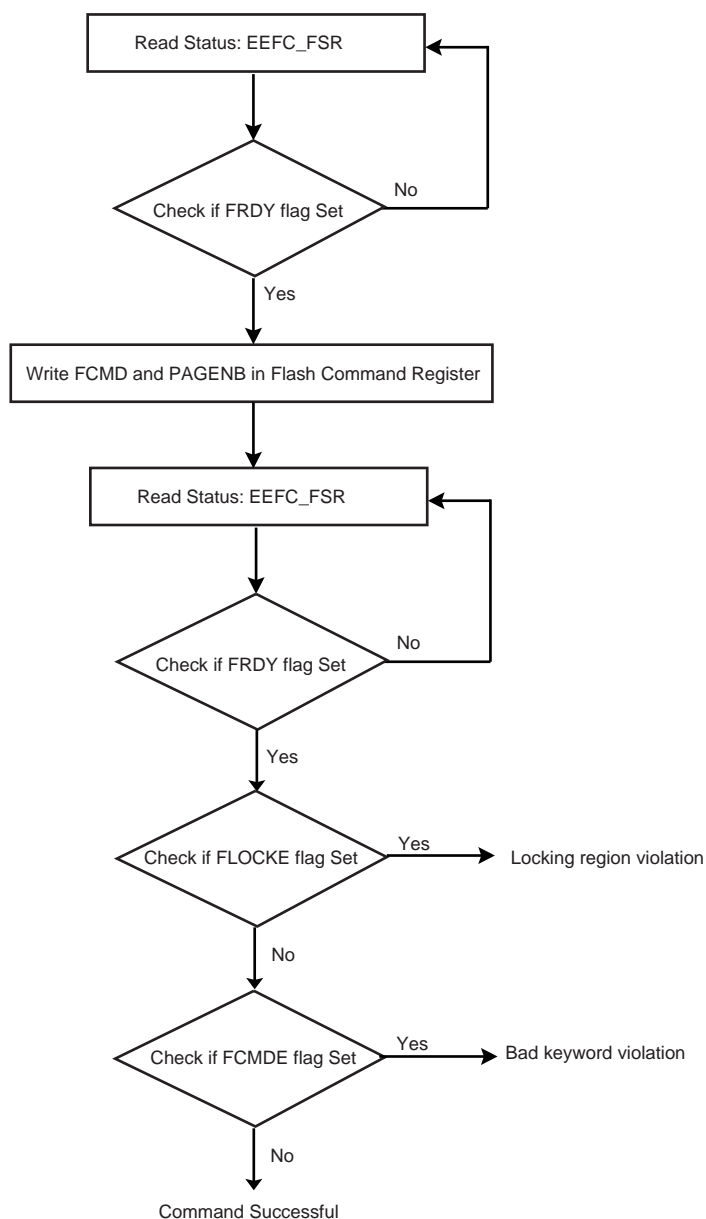 Read Status: EEFC_FSR
No
Check if FRDY flag Set
Yes
Write FCMD and PAGENB in Flash Command Register
Read Status: EEFC_FSR
No
Check if FRDY flag Set
Yes
Check if FLOCKE flag Set
Yes
Locking region violation
No
Check if FCMDE flag Set
Yes
Bad keyword violation
No
Command Successful